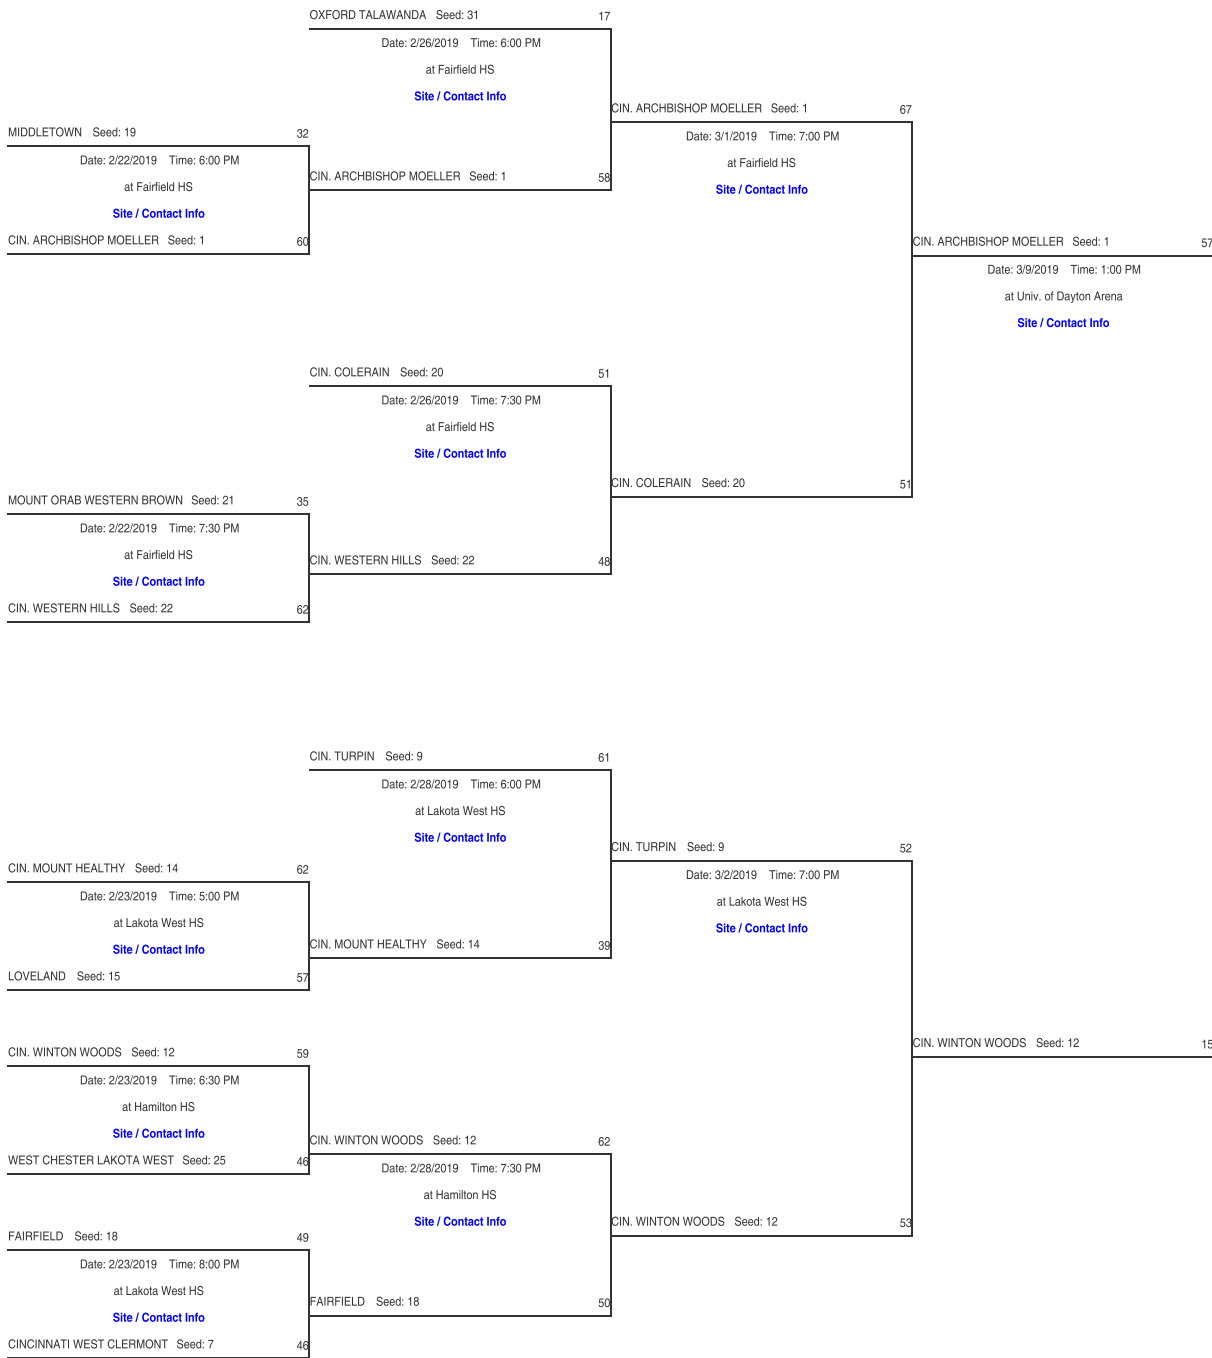 OXFORD TALAWANDA Seed: 31 17
Date: 2/26/2019 Time: 6:00 PM
at Fairfield HS
Site / Contact Info
CIN. ARCHBISHOP MOELLER Seed: 1 67
MIDDLETOWN Seed: 19 32
Date: 3/1/2019 Time: 7:00 PM
Date: 2/22/2019 Time: 6:00 PM
at Fairfield HS
CIN. ARCHBISHOP MOELLER Seed: 1 58
at Fairfield HS
Site / Contact Info
Site / Contact Info
CIN. ARCHBISHOP MOELLER Seed: 1 60
CIN. ARCHBISHOP MOELLER Seed: 1 57
Date: 3/9/2019 Time: 1:00 PM
at Univ. of Dayton Arena
Site / Contact Info
CIN. COLERAIN Seed: 20 51
Date: 2/26/2019 Time: 7:30 PM
at Fairfield HS
Site / Contact Info
CIN. COLERAIN Seed: 20 51
MOUNT ORAB WESTERN BROWN Seed: 21 35
Date: 2/22/2019 Time: 7:30 PM
at Fairfield HS
CIN. WESTERN HILLS Seed: 22 48
Site / Contact Info
CIN. WESTERN HILLS Seed: 22 62
CIN. TURPIN Seed: 9 61
Date: 2/28/2019 Time: 6:00 PM
at Lakota West HS
Site / Contact Info
CIN. TURPIN Seed: 9 52
CIN. MOUNT HEALTHY Seed: 14 62
Date: 3/2/2019 Time: 7:00 PM
Date: 2/23/2019 Time: 5:00 PM
at Lakota West HS
at Lakota West HS
Site / Contact Info
CIN. MOUNT HEALTHY Seed: 14 39
Site / Contact Info
LOVELAND Seed: 15 57
CIN. WINTON WOODS Seed: 12 15
CIN. WINTON WOODS Seed: 12 59
Date: 2/23/2019 Time: 6:30 PM
at Hamilton HS
Site / Contact Info
CIN. WINTON WOODS Seed: 12 62
WEST CHESTER LAKOTA WEST Seed: 25 46
Date: 2/28/2019 Time: 7:30 PM
at Hamilton HS
Site / Contact Info
CIN. WINTON WOODS Seed: 12 53
FAIRFIELD Seed: 18 49
Date: 2/23/2019 Time: 8:00 PM
at Lakota West HS
FAIRFIELD Seed: 18 50
Site / Contact Info
CINCINNATI WEST CLERMONT Seed: 7 46